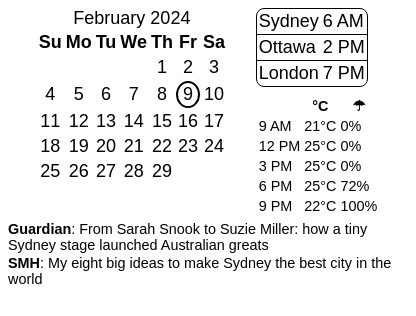 February 2024
Su Mo Tu We Th Fr Sa
1 2 3
4 5 6 7 8 9 10
11 12 13 14 15 16 17
18 19 20 21 22 23 24
25 26 27 28 29
Sydney 6 AM
Ottawa 2 PM
London 7 PM
°C ☂
9 AM 21°C 0%
12 PM 25°C 0%
3 PM 25°C 0%
6 PM 25°C 72%
9 PM 22°C 100%
Guardian: From Sarah Snook to Suzie Miller: how a tiny
Sydney stage launched Australian greats
SMH: My eight big ideas to make Sydney the best city in the
world